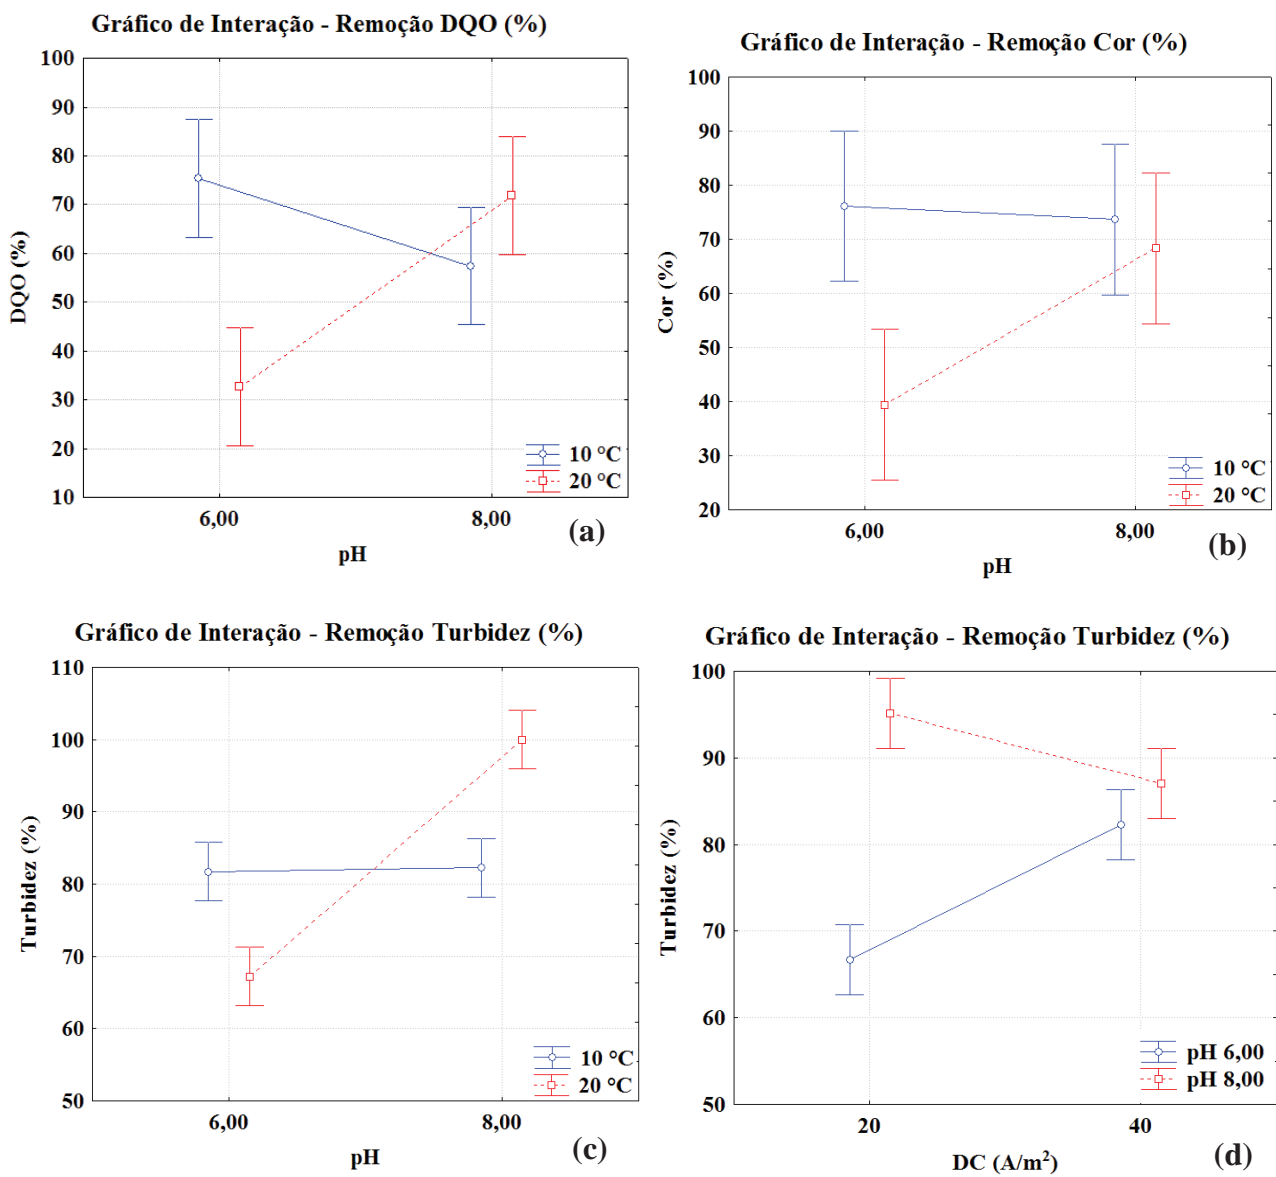 Gráfico de Interação - Remoção DQO (%)
100
90
80
70
60
50
40
30
20
10
DQO (%)
6,00
8,00
pH
10 °C
20 °C
(a)
Gráfico de Interação - Remoção Cor (%)
100
90
80
70
60
50
40
30
20
Cor (%)
6,00
8,00
pH
10 °C
20 °C
(b)
Gráfico de Interação - Remoção Turbidez (%)
110
100
90
80
70
60
50
Turbidez (%)
6,00
8,00
pH
10 °C
20 °C
(c)
Gráfico de Interação - Remoção Turbidez (%)
100
90
80
70
60
50
Turbidez (%)
20
40
DC (A/m²)
pH 6,00
pH 8,00
(d)